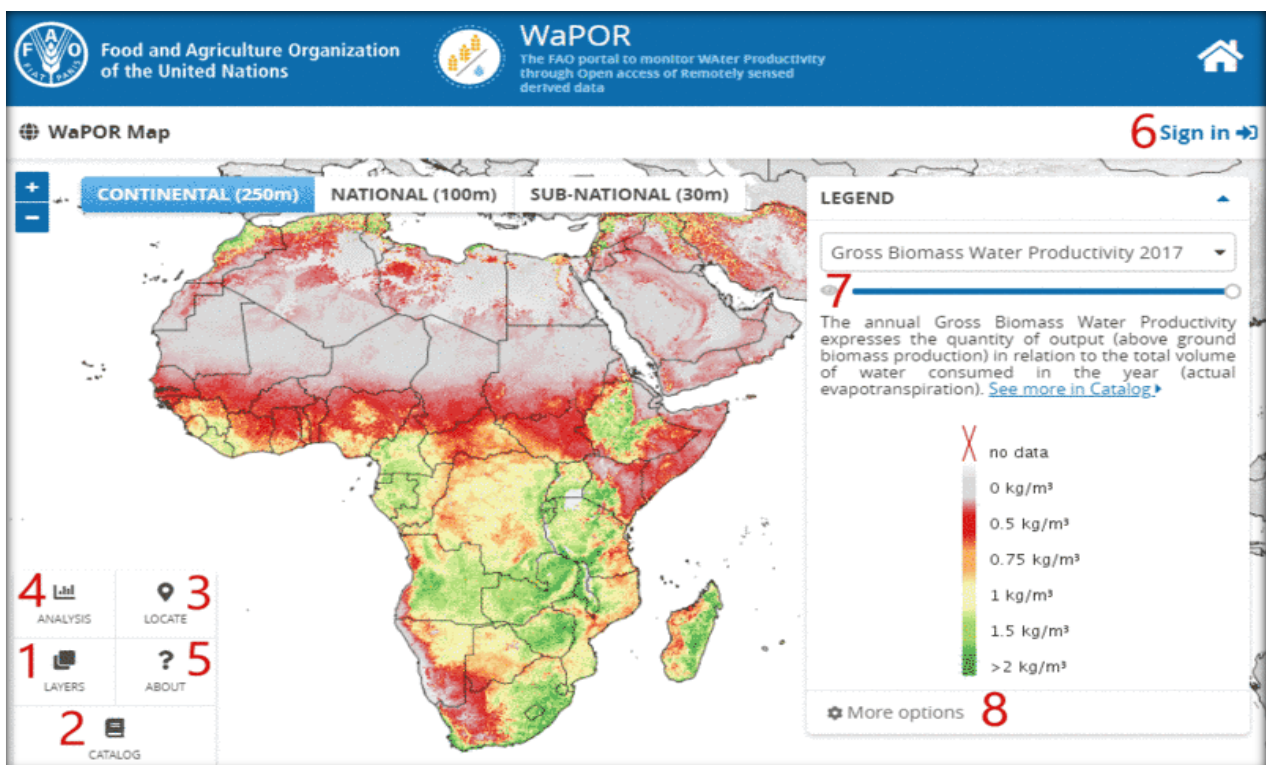 F A O
FIAT PANIS
Food and Agriculture Organization
of the United Nations
WaPOR
The FAO portal to monitor WAter Productivity
through Open access of Remotely sensed
derived data
WaPOR Map
6 Sign in
+
−
CONTINENTAL (250m) NATIONAL (100m) SUB-NATIONAL (30m)
LEGEND
Gross Biomass Water Productivity 2017
7
The annual Gross Biomass Water Productivity
expresses the quantity of output (above ground
biomass production) in relation to the total volume
of water consumed in the year (actual
evapotranspiration). See more in Catalog
no data
0 kg/m³
0.5 kg/m³
0.75 kg/m³
1 kg/m³
1.5 kg/m³
>2 kg/m³
More options 8
4 ANALYSIS
LOCATE 3
1 LAYERS
? 5
ABOUT
2 CATALOG